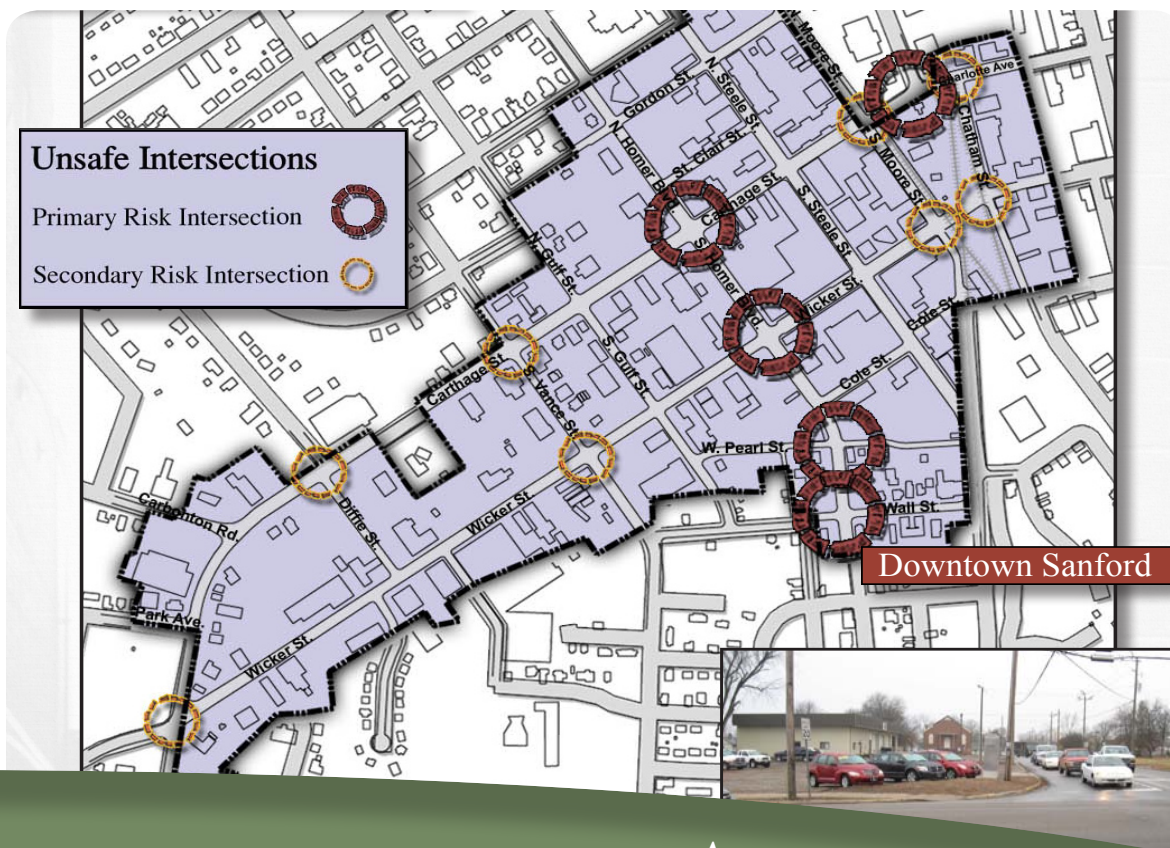 Unsafe Intersections
Primary Risk Intersection
Secondary Risk Intersection
N. Moore St.
Charlotte Ave
Gordon St.
N. Steele St.
Chatham St.
N. Horner Blvd.
St. Clair St.
S. Moore St.
Carthage St.
S. Steele St.
N. Gulf St.
S. Horner Blvd.
Wicker St.
Cole St.
S. Gulf St.
Carthage St.
S. Vance St.
Cole St.
W. Pearl St.
Wicker St.
Wall St.
Carbonton Rd.
Diffie St.
Downtown Sanford
Park Ave.
Wicker St.